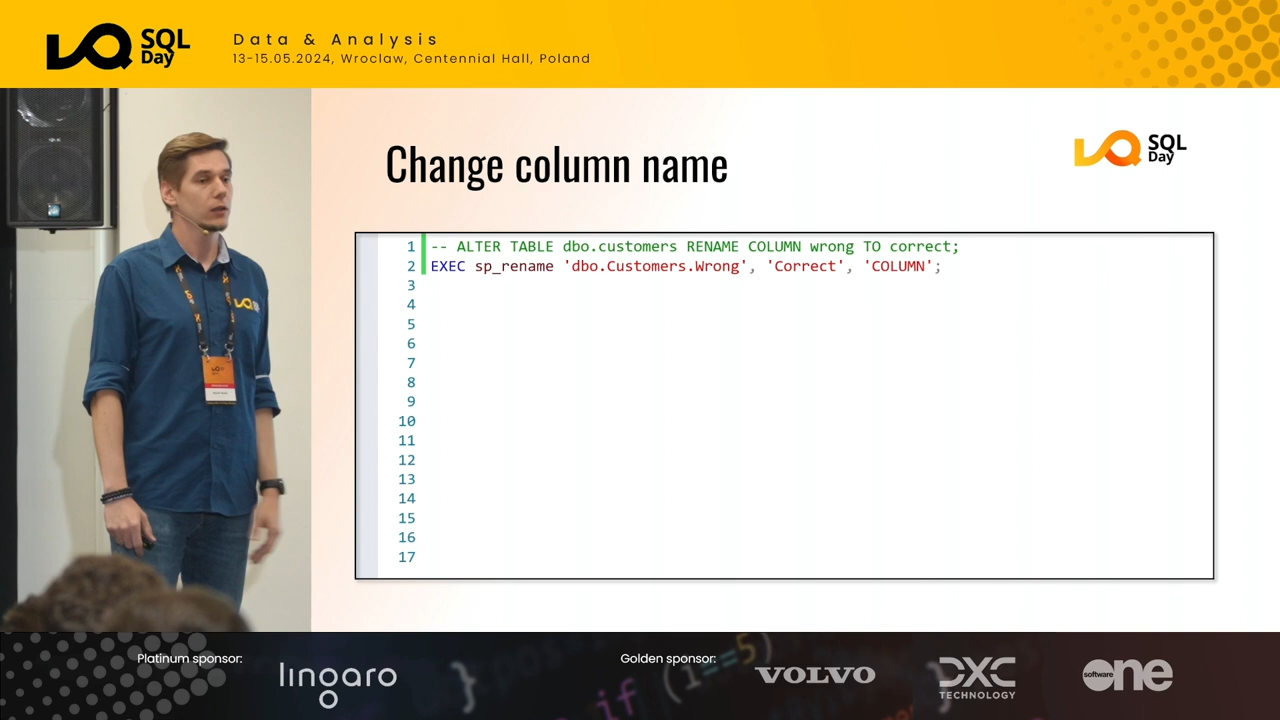 SQL
Day
Data & Analysis
13-15.05.2024, Wroclaw, Centennial Hall, Poland
Change column name
SQL
Day
1 -- ALTER TABLE dbo.customers RENAME COLUMN wrong TO correct;
2 EXEC sp_rename 'dbo.Customers.Wrong', 'Correct', 'COLUMN';
3
4
5
6
7
8
9
10
11
12
13
14
15
16
17
Platinum sponsor:
lingaro
Golden sponsor:
VOLVO
DXC
TECHNOLOGY
software
one
}
if
(i==5)